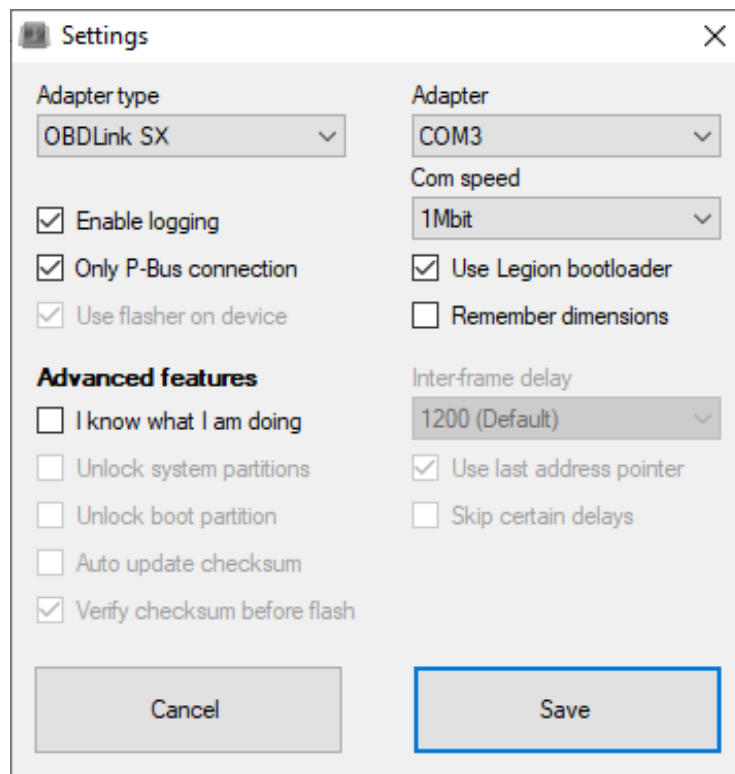 Settings
Adapter type
Adapter
OBDLink SX
COM3
Com speed
Enable logging
1Mbit
Only P-Bus connection
Use Legion bootloader
Use flasher on device
Remember dimensions
Advanced features
Inter-frame delay
I know what I am doing
1200 (Default)
Unlock system partitions
Use last address pointer
Unlock boot partition
Skip certain delays
Auto update checksum
Verify checksum before flash
Cancel
Save